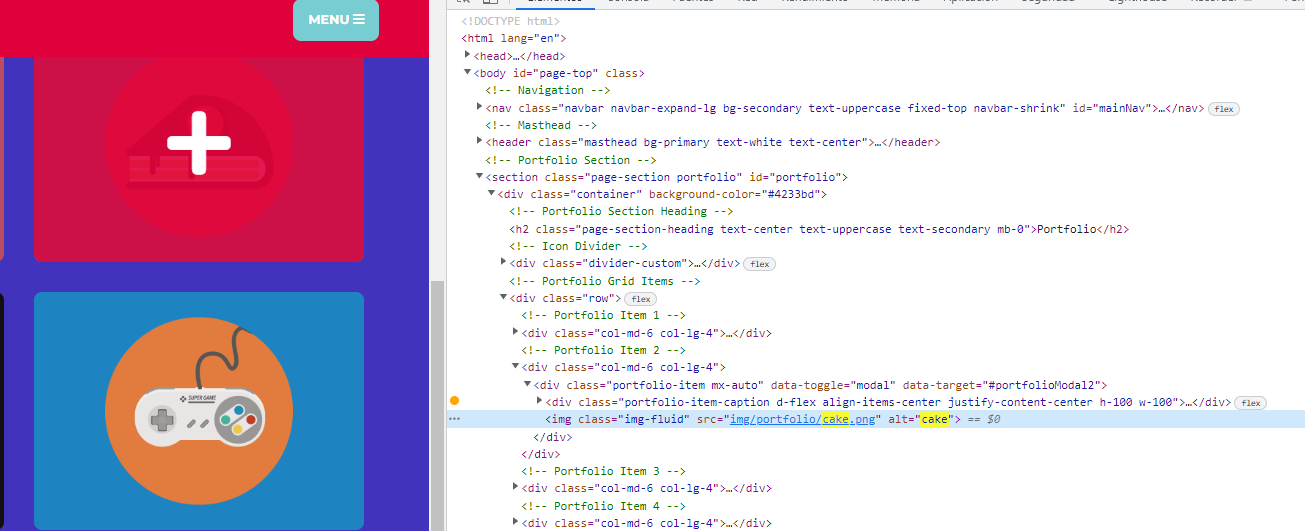 MENU
SUPER GAME
<!DOCTYPE html>
<html lang="en">
<head>…</head>
<body id="page-top" class>
<!-- Navigation -->
<nav class="navbar navbar-expand-lg bg-secondary text-uppercase fixed-top navbar-shrink" id="mainNav">…</nav> flex
<!-- Masthead -->
<header class="masthead bg-primary text-white text-center">…</header>
<!-- Portfolio Section -->
<section class="page-section portfolio" id="portfolio">
<div class="container" background-color="#4233bd">
<!-- Portfolio Section Heading -->
<h2 class="page-section-heading text-center text-uppercase text-secondary mb-0">Portfolio</h2>
<!-- Icon Divider -->
<div class="divider-custom">…</div> flex
<!-- Portfolio Grid Items -->
<div class="row"> flex
<!-- Portfolio Item 1 -->
<div class="col-md-6 col-lg-4">…</div>
<!-- Portfolio Item 2 -->
<div class="col-md-6 col-lg-4">
<div class="portfolio-item mx-auto" data-toggle="modal" data-target="#portfolioModal2">
<div class="portfolio-item-caption d-flex align-items-center justify-content-center h-100 w-100">…</div> flex
<img class="img-fluid" src="img/portfolio/cake.png" alt="cake"> == $0
</div>
</div>
<!-- Portfolio Item 3 -->
<div class="col-md-6 col-lg-4">…</div>
<!-- Portfolio Item 4 -->
<div class="col-md-6 col-lg-4">…</div>